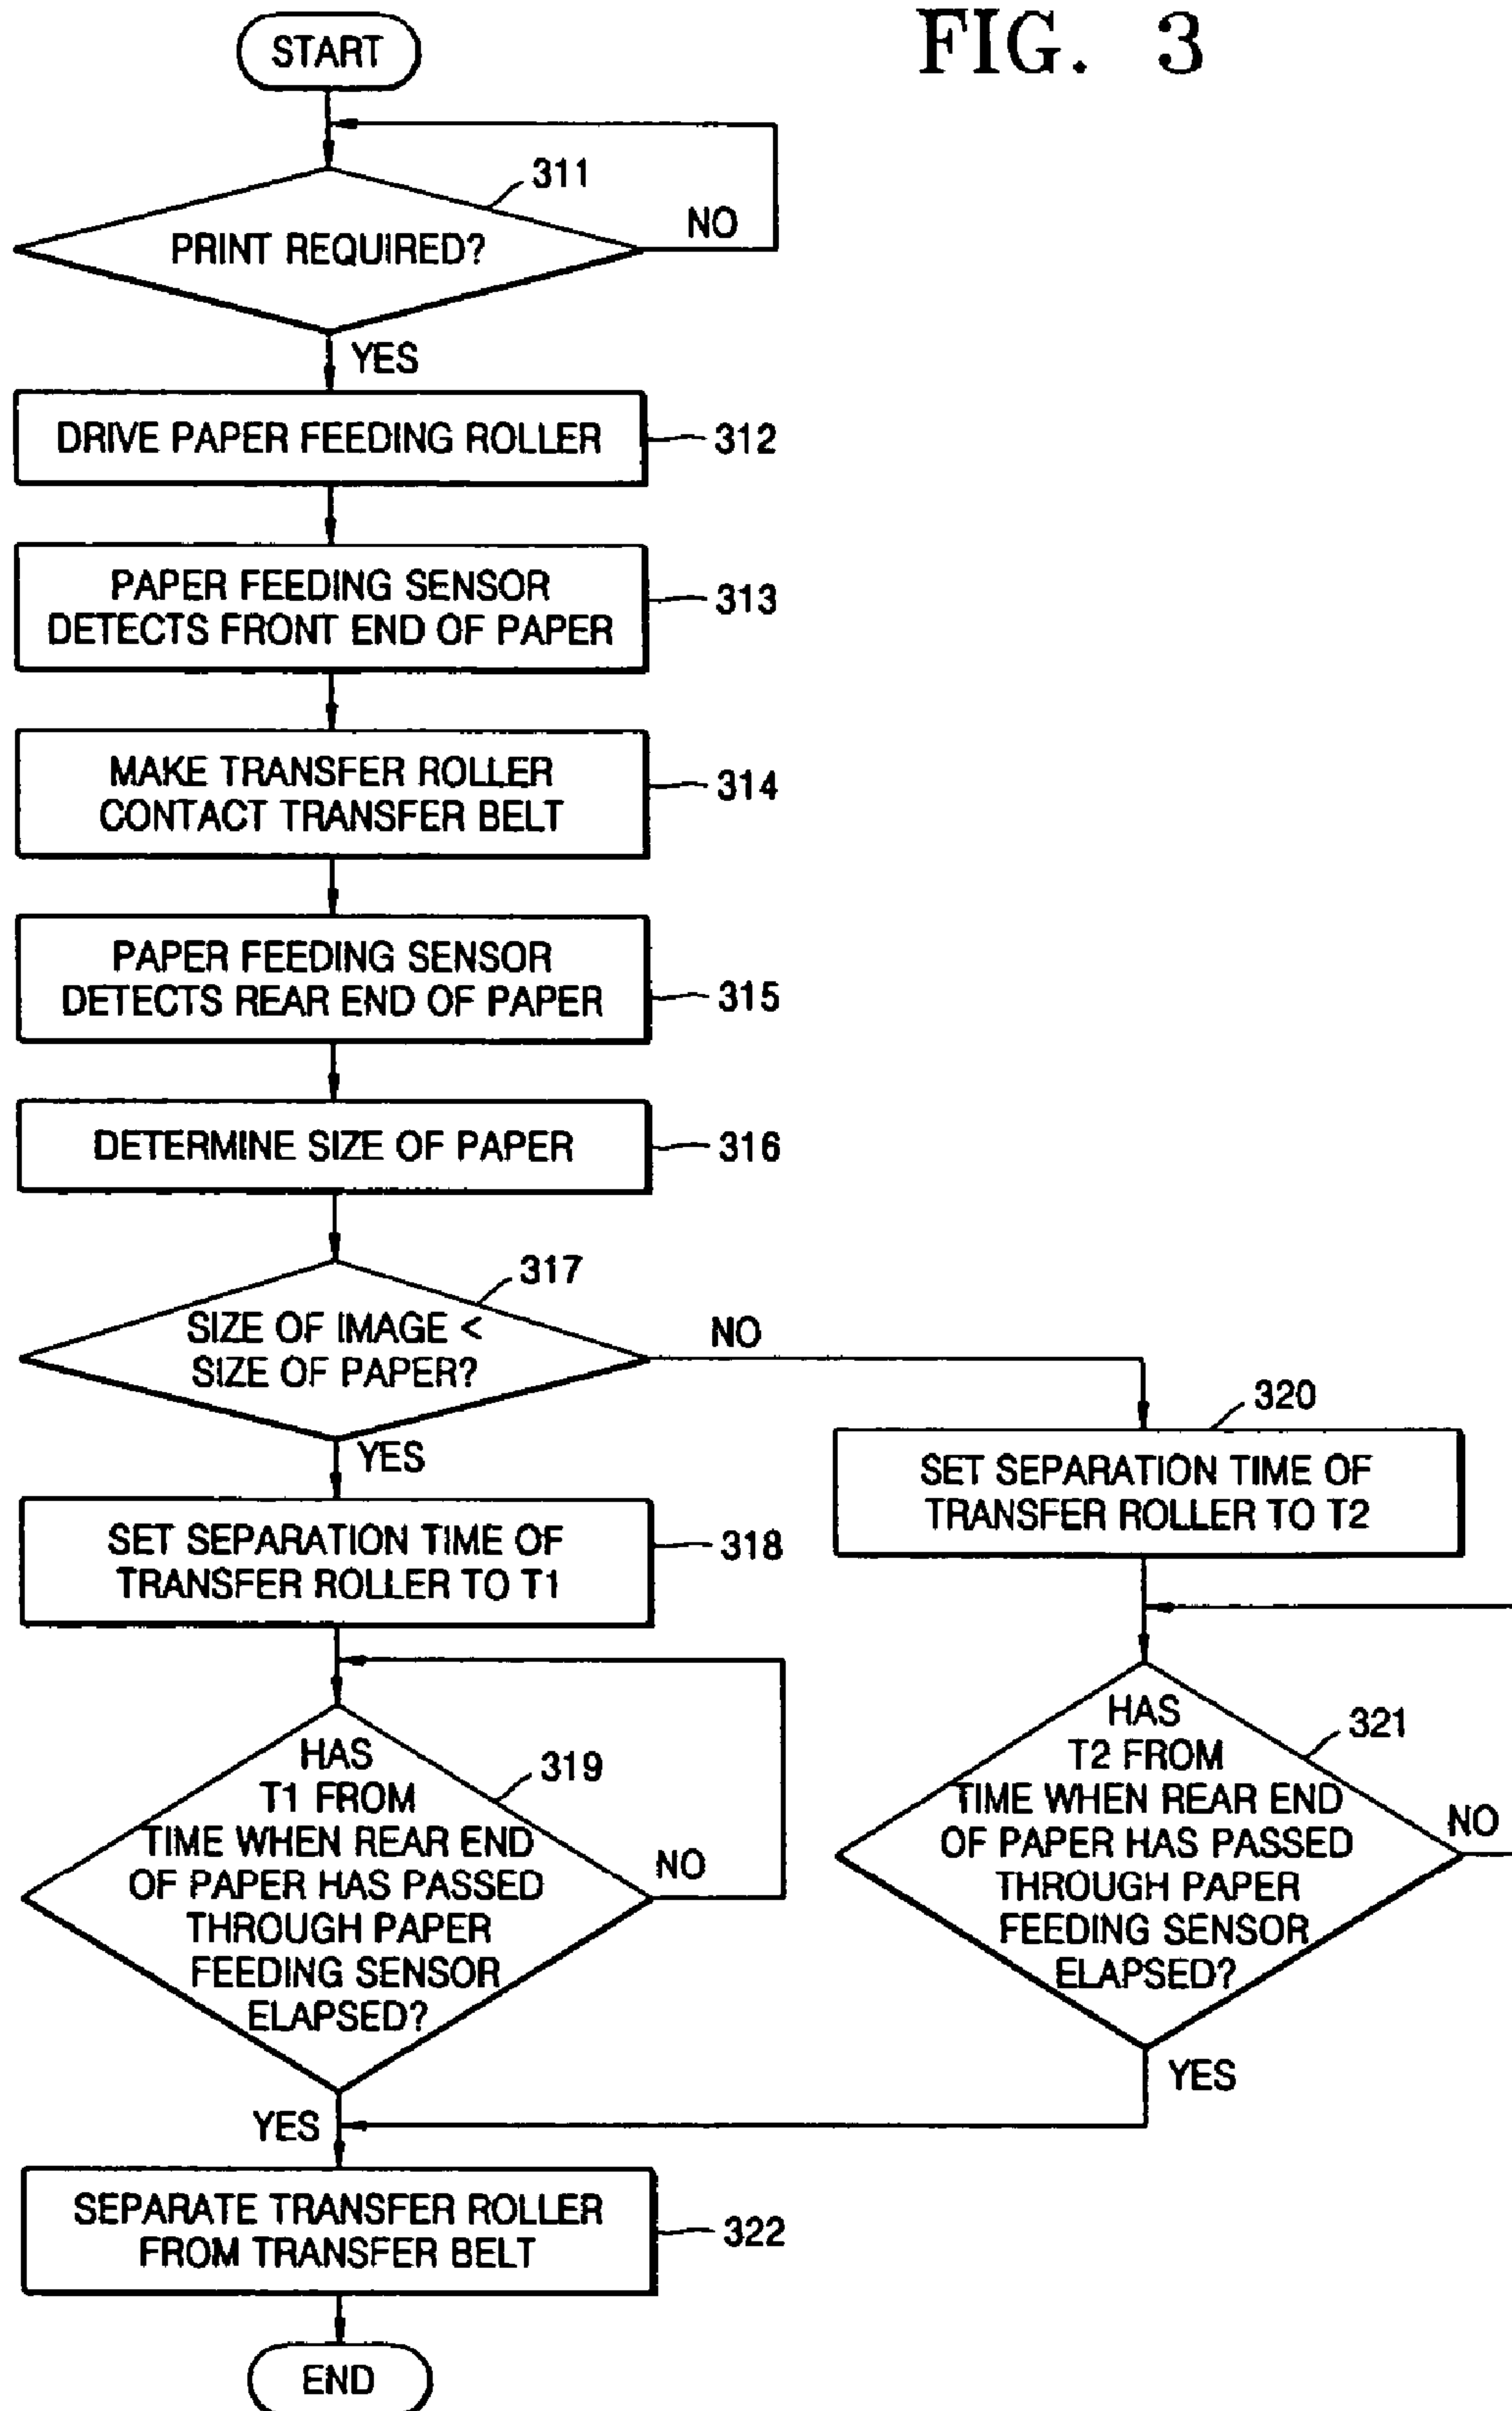 FIG. 3
START
311
PRINT REQUIRED?
NO
YES
DRIVE PAPER FEEDING ROLLER
312
PAPER FEEDING SENSOR
DETECTS FRONT END OF PAPER
313
MAKE TRANSFER ROLLER
CONTACT TRANSFER BELT
314
PAPER FEEDING SENSOR
DETECTS REAR END OF PAPER
315
DETERMINE SIZE OF PAPER
316
317
SIZE OF IMAGE <
SIZE OF PAPER?
NO
YES
SET SEPARATION TIME OF
TRANSFER ROLLER TO T1
318
319
HAS
T1 FROM
TIME WHEN REAR END
OF PAPER HAS PASSED
THROUGH PAPER
FEEDING SENSOR
ELAPSED?
NO
YES
320
SET SEPARATION TIME OF
TRANSFER ROLLER TO T2
321
HAS
T2 FROM
TIME WHEN REAR END
OF PAPER HAS PASSED
THROUGH PAPER
FEEDING SENSOR
ELAPSED?
NO
YES
SEPARATE TRANSFER ROLLER
FROM TRANSFER BELT
322
END